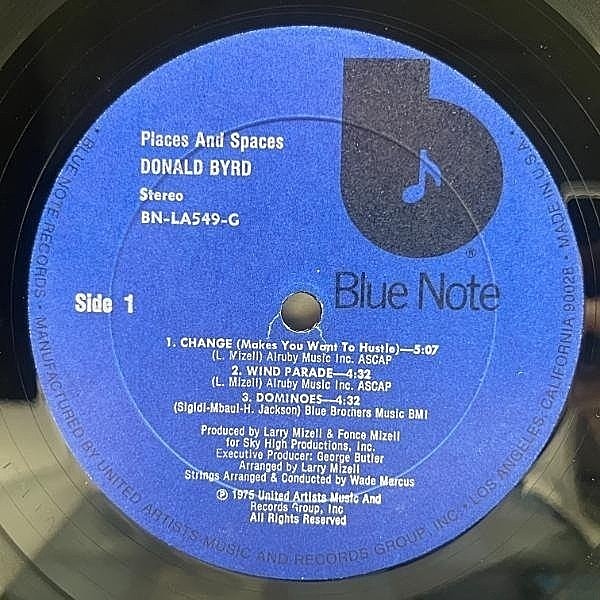 Places And Spaces
DONALD BYRD
Stereo
BN-LA549-G
b
®
Blue Note
Side 1
1. CHANGE (Makes You Want To Hustle)—5:07
(L. Mizell) Alruby Music Inc. ASCAP
2. WIND PARADE—4:32
(L. Mizell) Alruby Music Inc. ASCAP
3. DOMINOES—4:32
(Sigidi-Mbaul-H. Jackson) Blue Brothers Music BMI
Produced by Larry Mizell & Fonce Mizell
for Sky High Productions, Inc.
Executive Producer: George Butler
Arranged by Larry Mizell
Strings Arranged & Conducted by Wade Marcus
℗ 1975 United Artists Music And
Records Group, Inc
All Rights Reserved
• BLUE NOTE RECORDS • MANUFACTURED BY UNITED ARTISTS MUSIC AND RECORDS GROUP, INC. • LOS ANGELES, CALIFORNIA 90028 • MADE IN U.S.A.